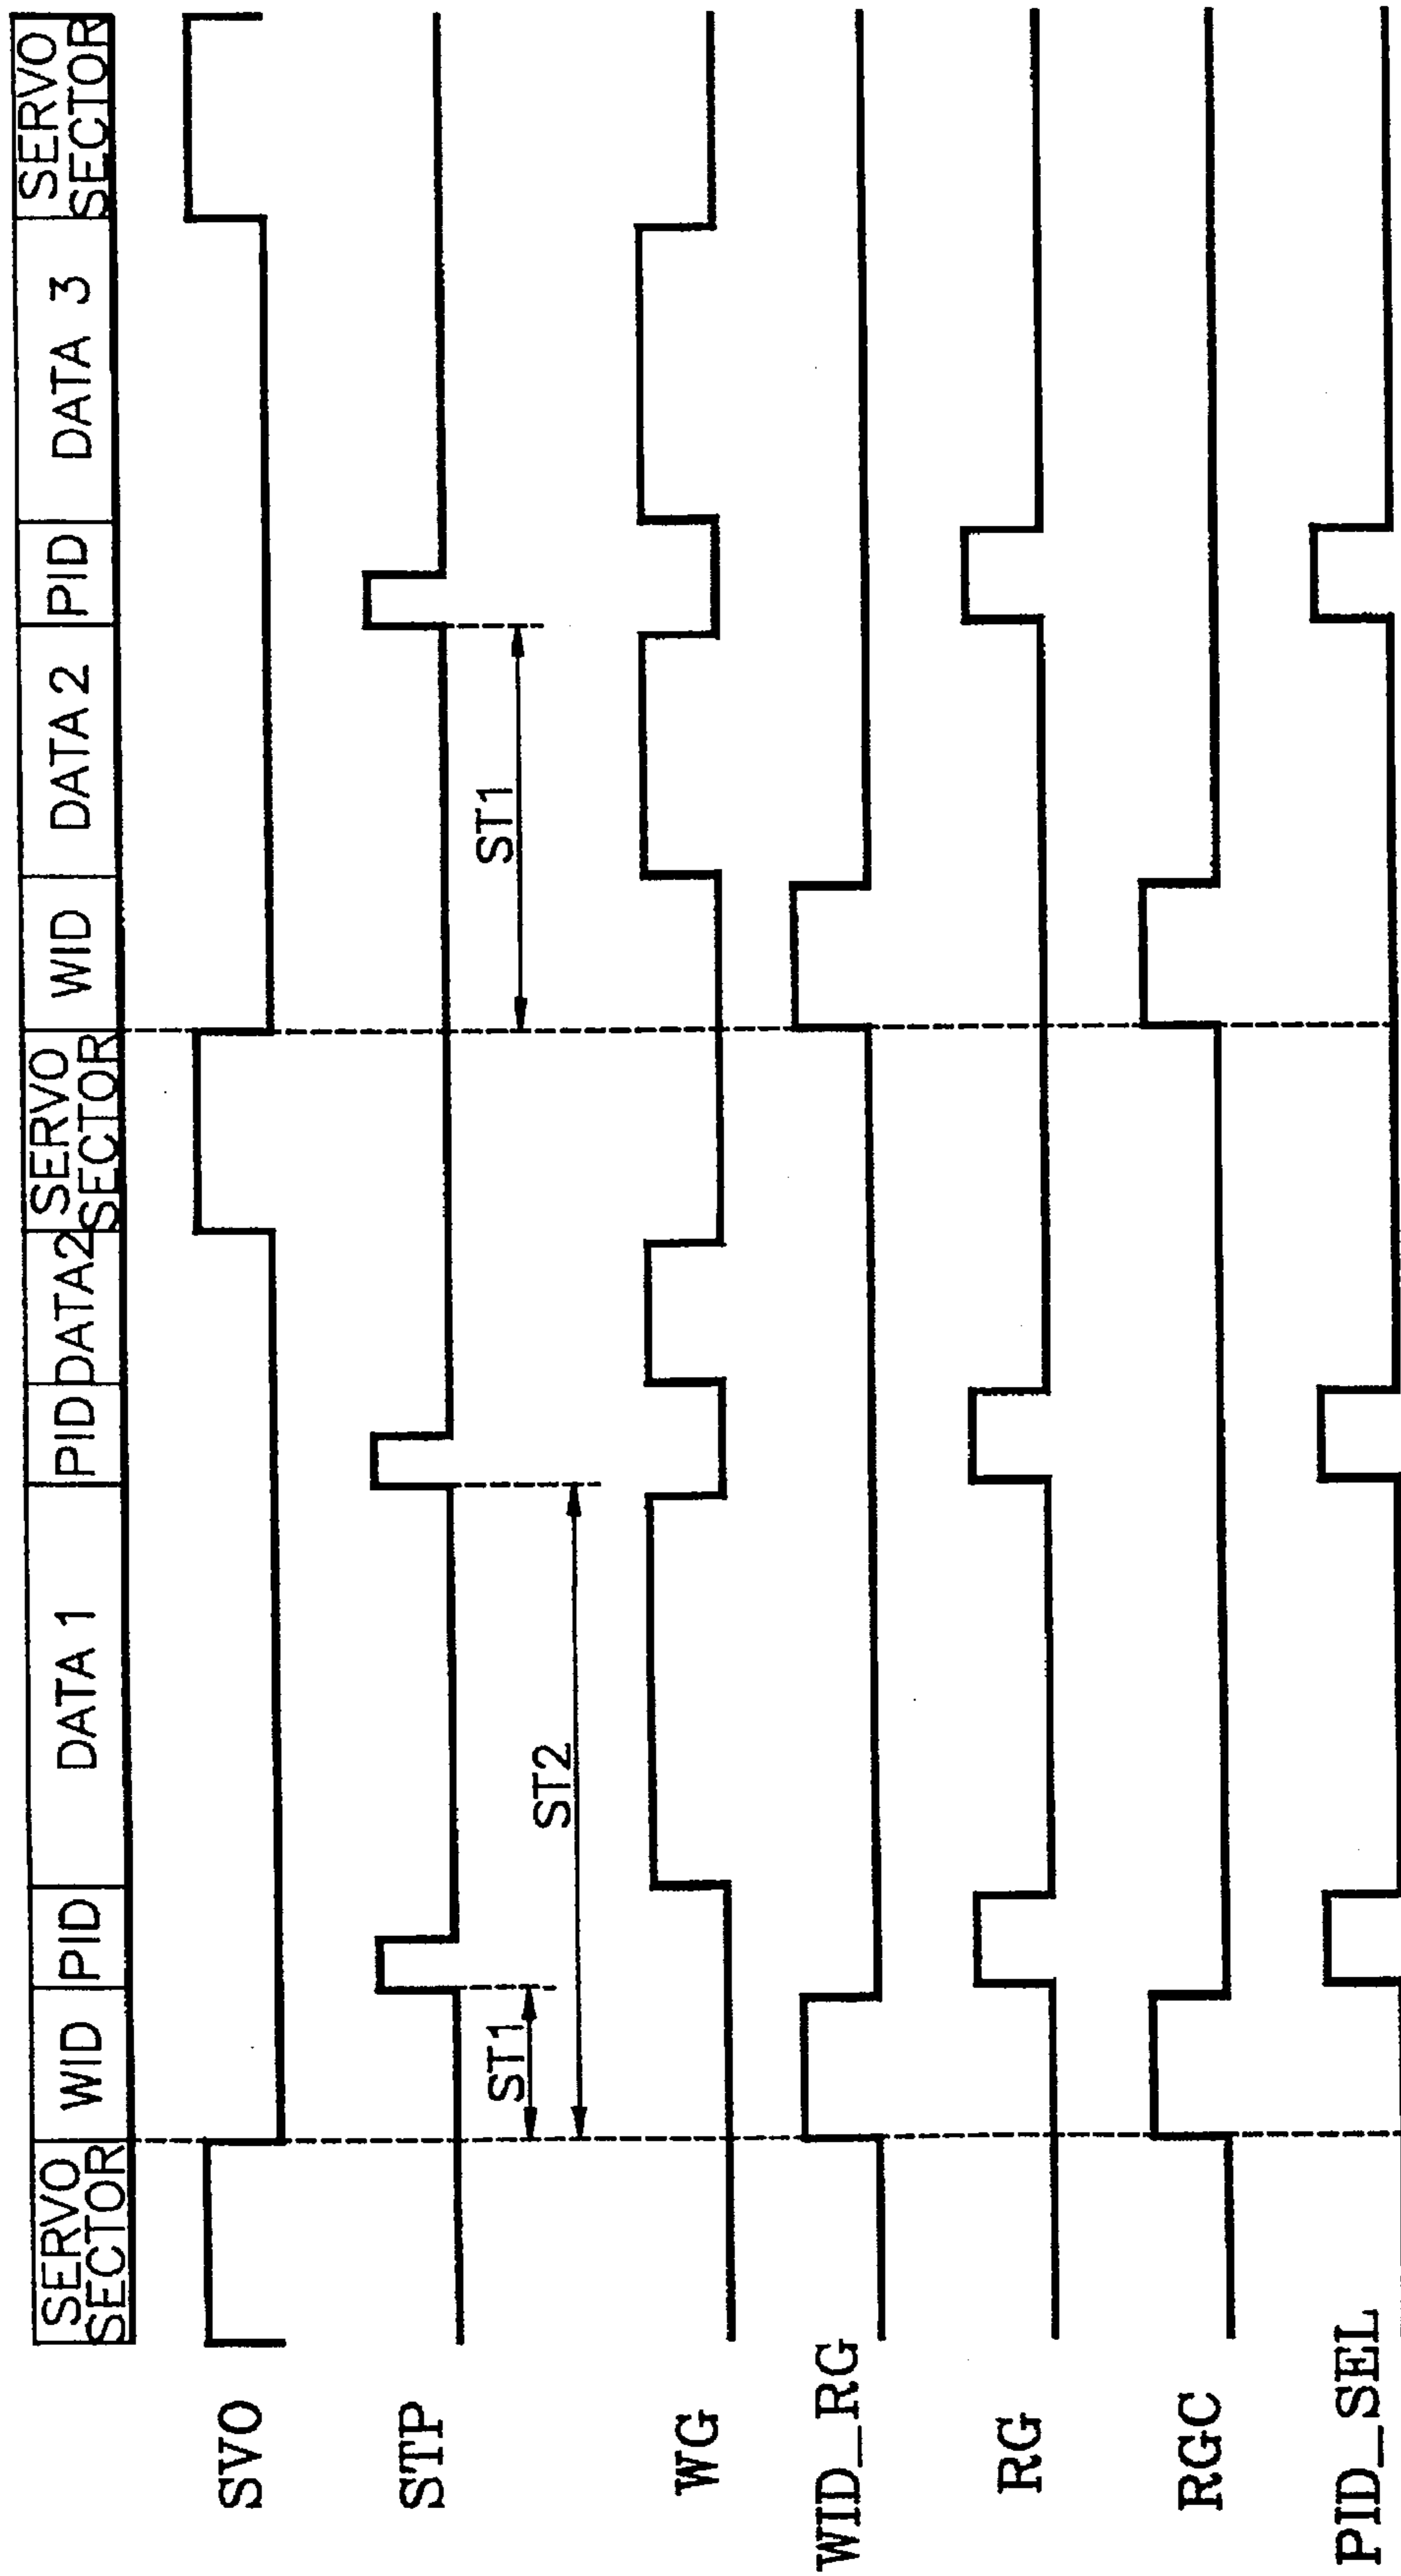 SERVO
SECTOR
WID
PID
DATA 1
PID
DATA2
SERVO
SECTOR
WID
DATA 2
PID
DATA 3
SERVO
SECTOR
SVO
STP
ST1
ST2
ST1
WG
WID_RG
RG
RGC
PID_SEL